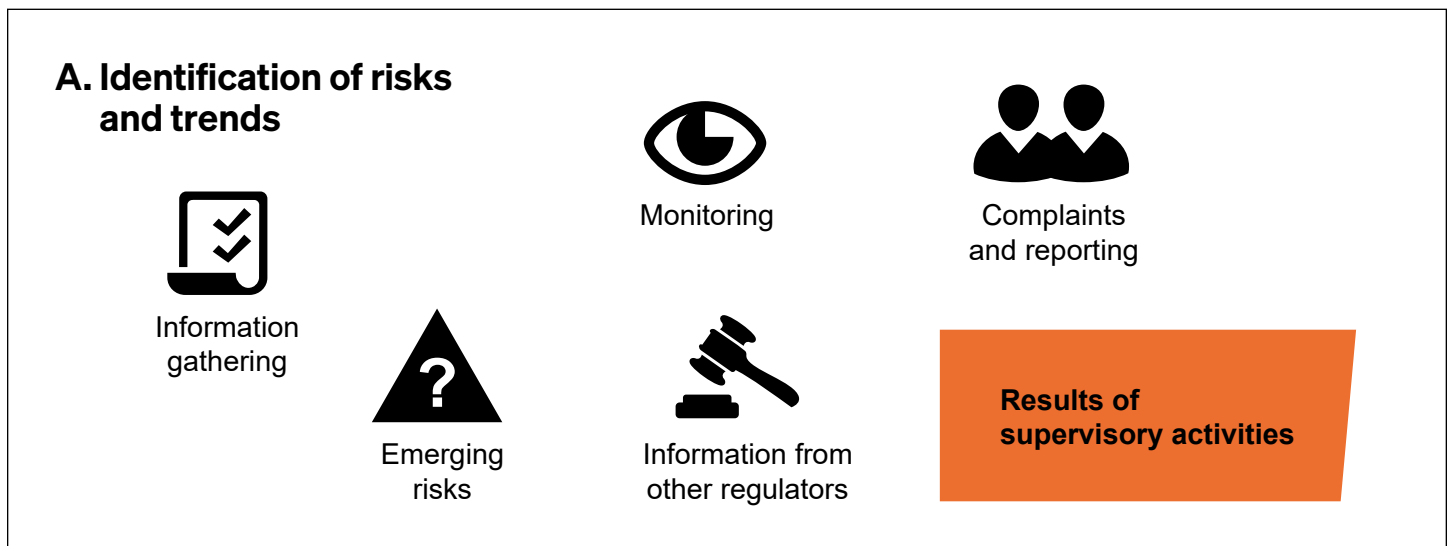 A. Identification of risks
and trends
Monitoring
Complaints
and reporting
Information
gathering
?
Emerging
risks
Information from
other regulators
Results of
supervisory activities